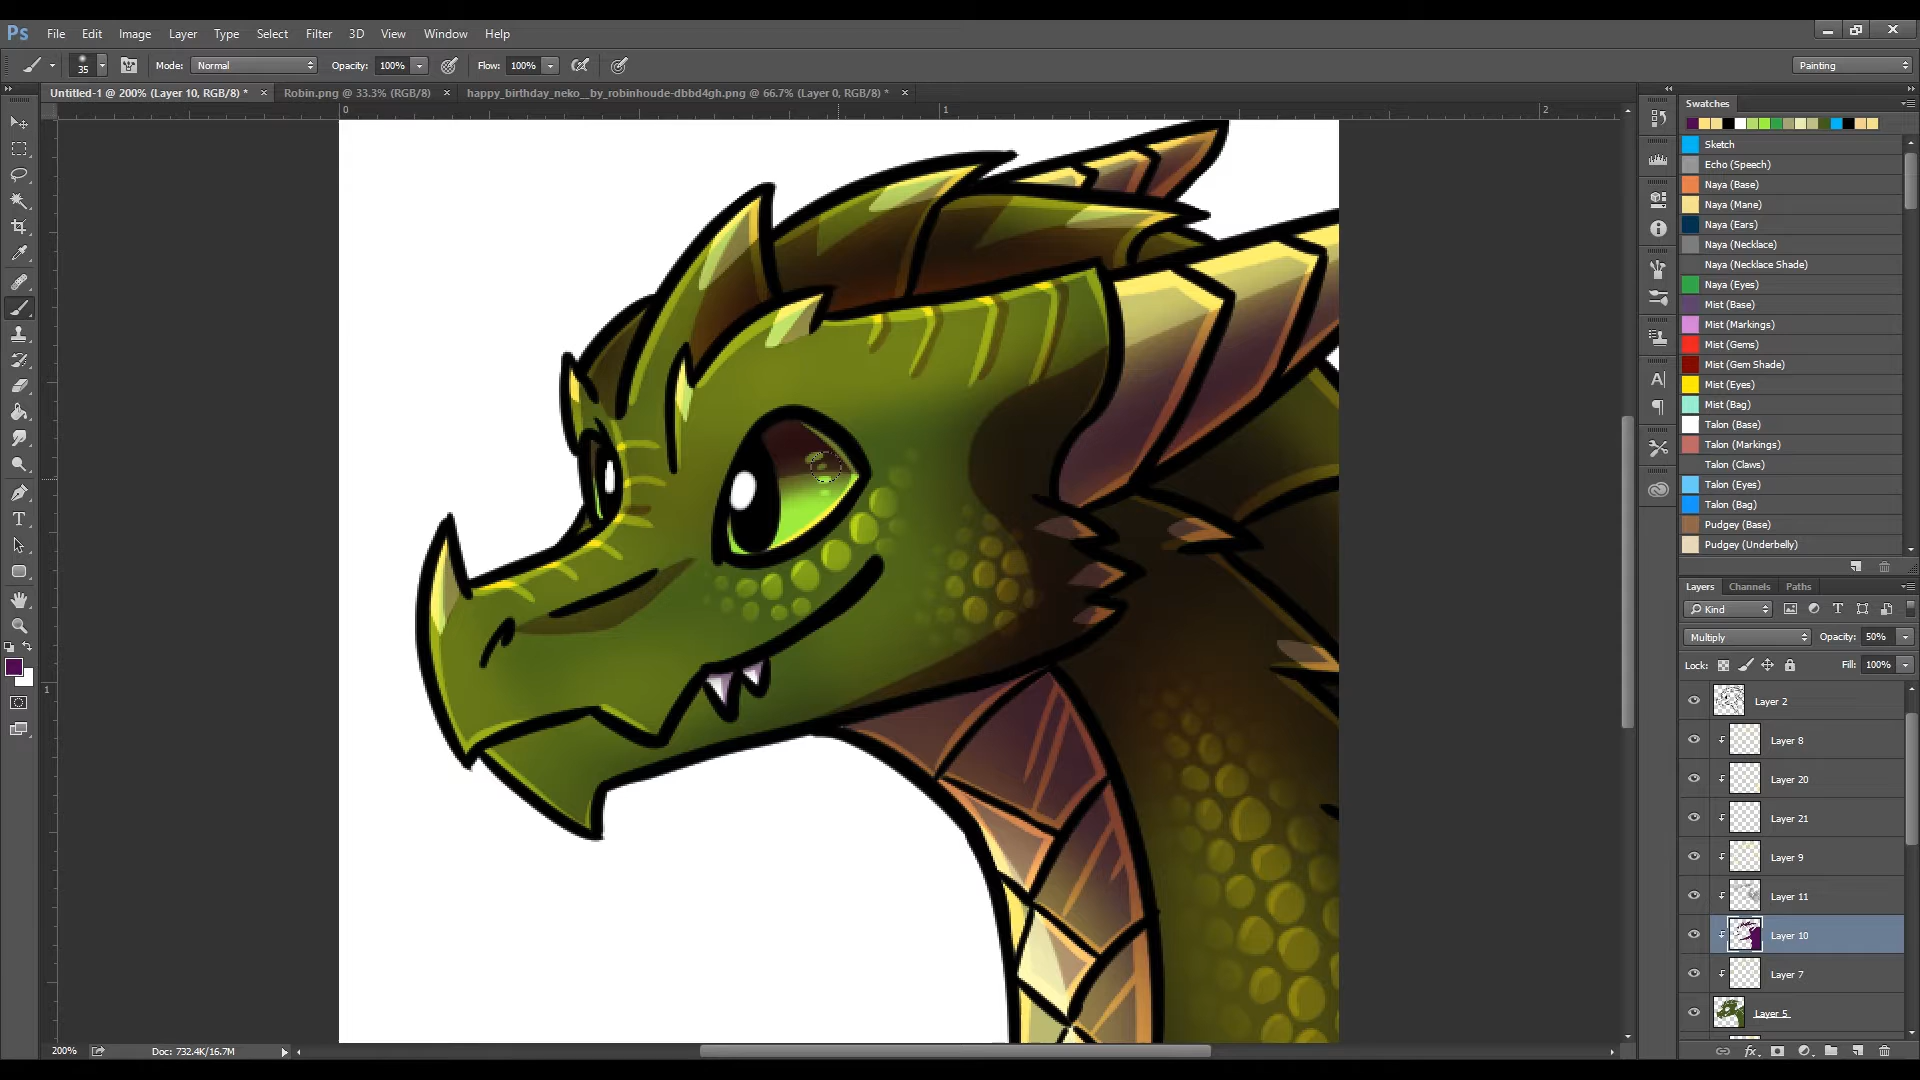 Ps File Edit Image Layer Type Select Filter 3D View Window Help
35 Mode: Normal Opacity: 100% Flow: 100% Painting
Untitled-1 @ 200% (Layer 10, RGB/8) * Robin.png @ 33.3% (RGB/8) happy_birthday_neko__by_robinhoude-dbbd4gh.png @ 66.7% (Layer 0, RGB/8) *
0 1 2
Swatches
Sketch
Echo (Speech)
Naya (Base)
Naya (Mane)
Naya (Ears)
Naya (Necklace)
Naya (Necklace Shade)
Naya (Eyes)
Mist (Base)
Mist (Markings)
Mist (Gems)
Mist (Gem Shade)
Mist (Eyes)
Mist (Bag)
Talon (Base)
Talon (Markings)
Talon (Claws)
Talon (Eyes)
Talon (Bag)
Pudgey (Base)
Pudgey (Underbelly)
Layers Channels Paths
Kind
Multiply Opacity: 50%
Lock: Fill: 100%
1
Layer 2
Layer 8
Layer 20
Layer 21
Layer 9
Layer 11
Layer 10
Layer 7
Layer 5
200% Doc: 732.4K/16.7M